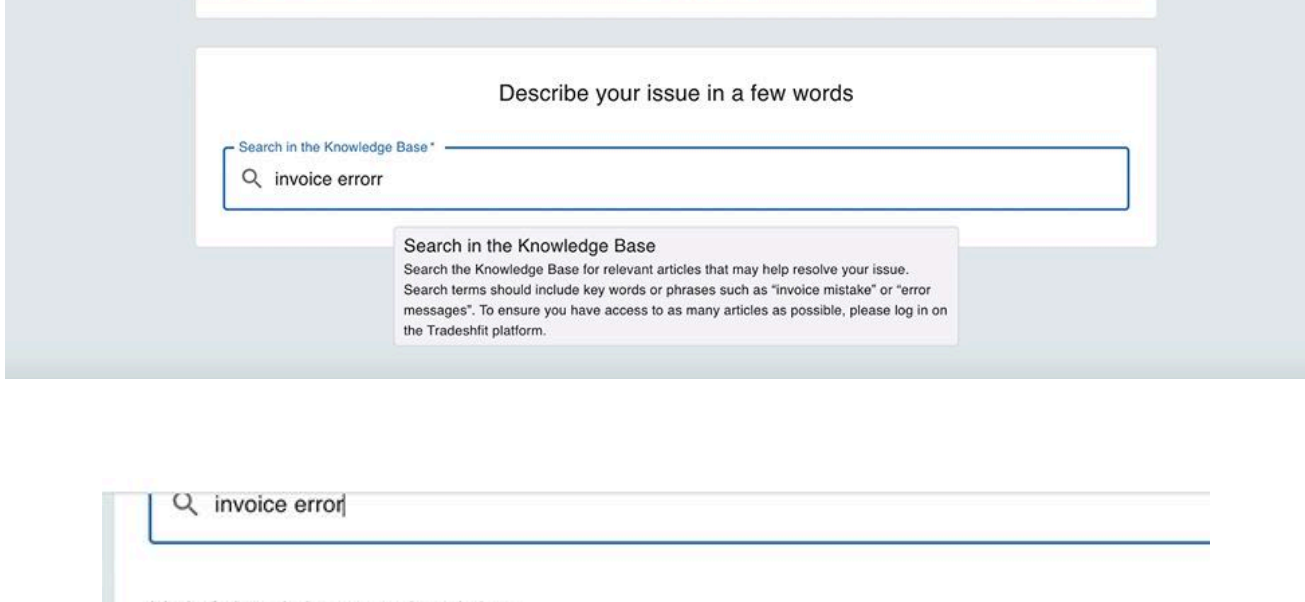 Describe your issue in a few words
Search in the Knowledge Base*
invoice errorr
Search in the Knowledge Base
Search the Knowledge Base for relevant articles that may help resolve your issue.
Search terms should include key words or phrases such as “invoice mistake” or “error
messages”. To ensure you have access to as many articles as possible, please log in on
the Tradeshfit platform.
invoice error